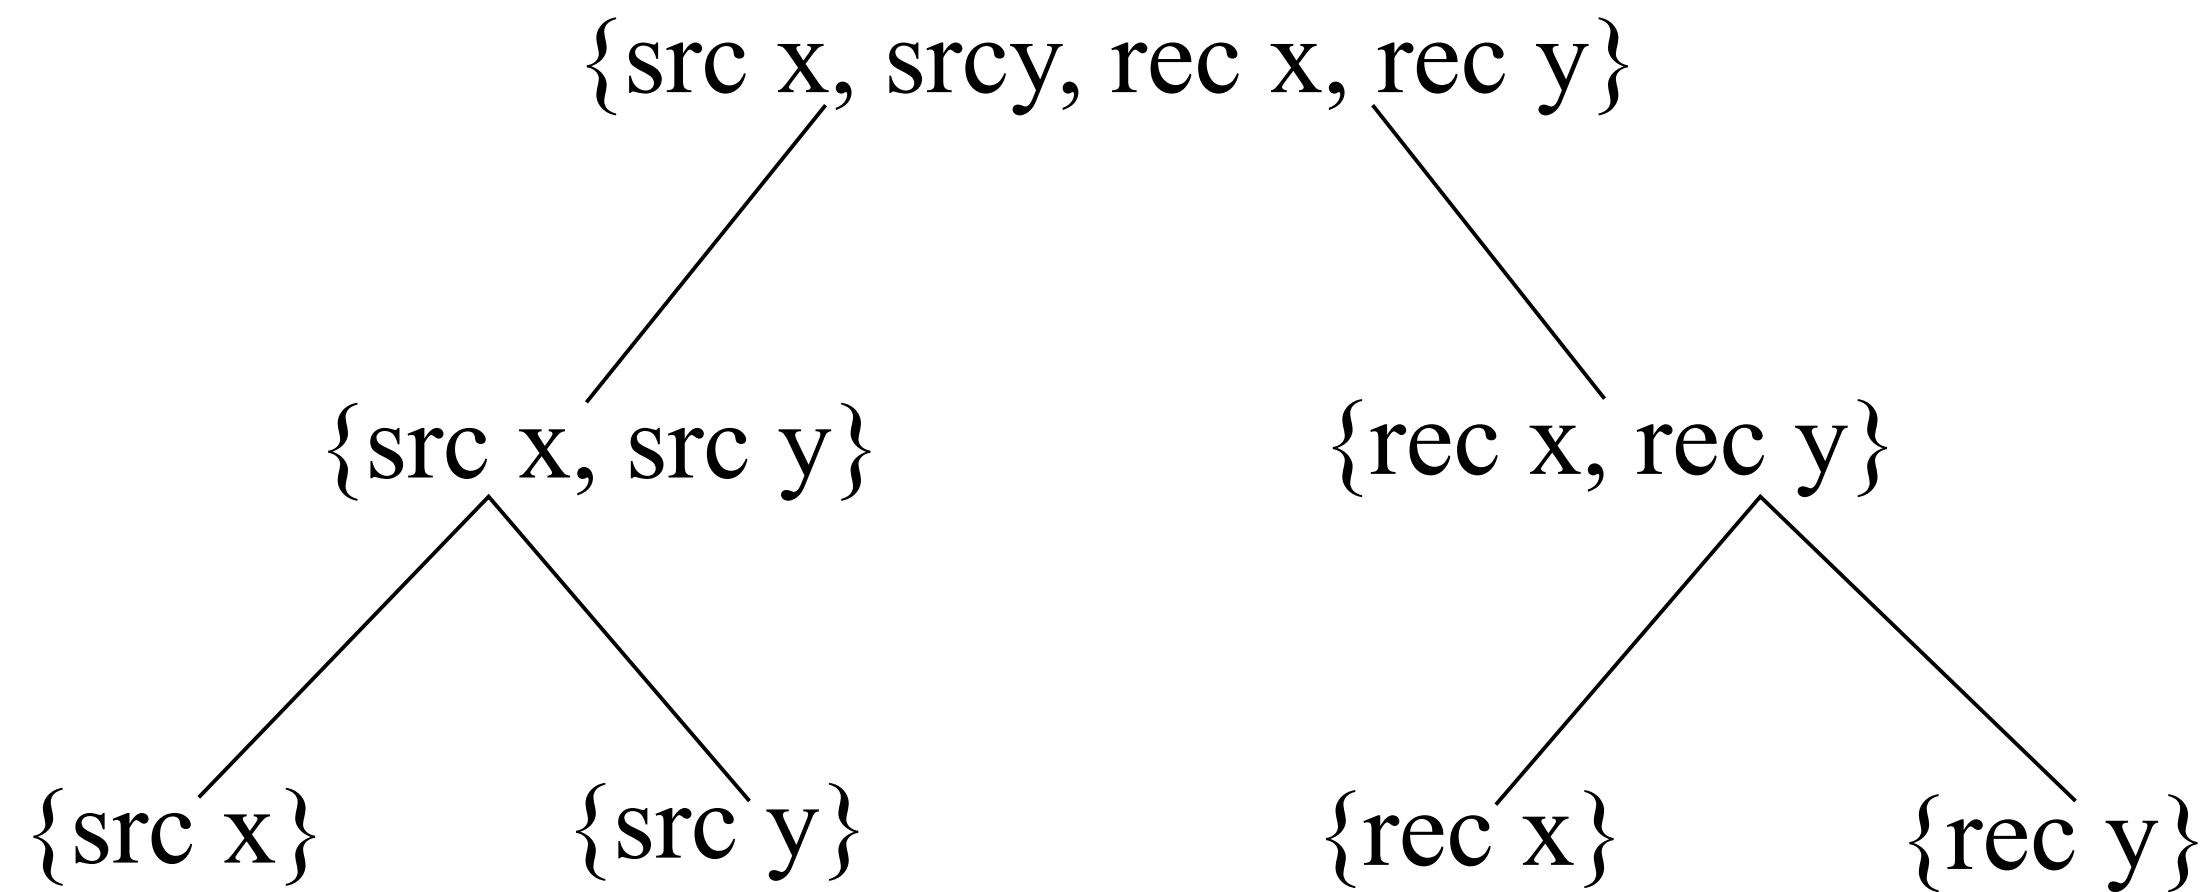 {src x, srcy, rec x, rec y}
{src x, src y} {rec x, rec y}
{src x} {src y} {rec x} {rec y}